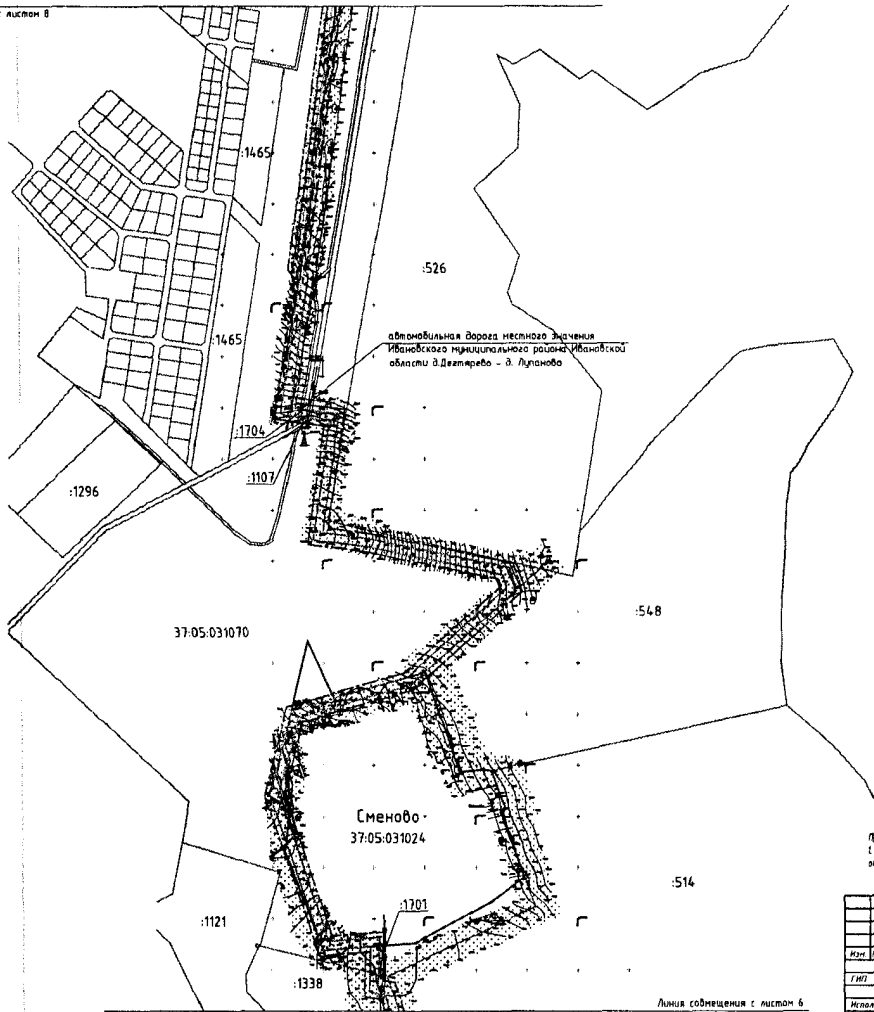 с листом 8
:1465
:526
:1465
автомобильная дорога местного значения
Ивановского муниципального района Ивановской
области д.Дегтярево - д. Лупаново
:1704
:1107
:1296
:548
37:05:031070
Сменово
37:05:031024
:514
:1701
:1121
:1338
Изм.
ГИП
Линия совмещения с листом 6
Испол